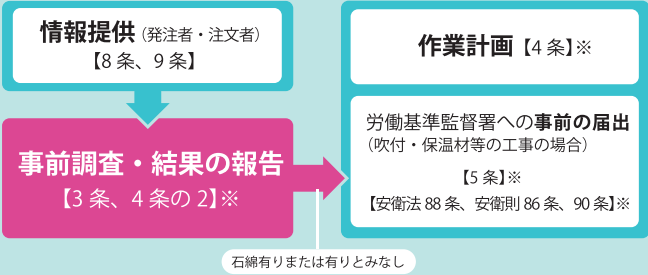 情報提供（発注者・注文者）
【8条、9条】
事前調査・結果の報告
【3条、4条の2】※
石綿有りまたは有りとみなし
作業計画【4条】※
労働基準監督署への事前の届出
（吹付・保温材等の工事の場合）
【5条】※
【安衛法88条、安衛則86条、90条】※